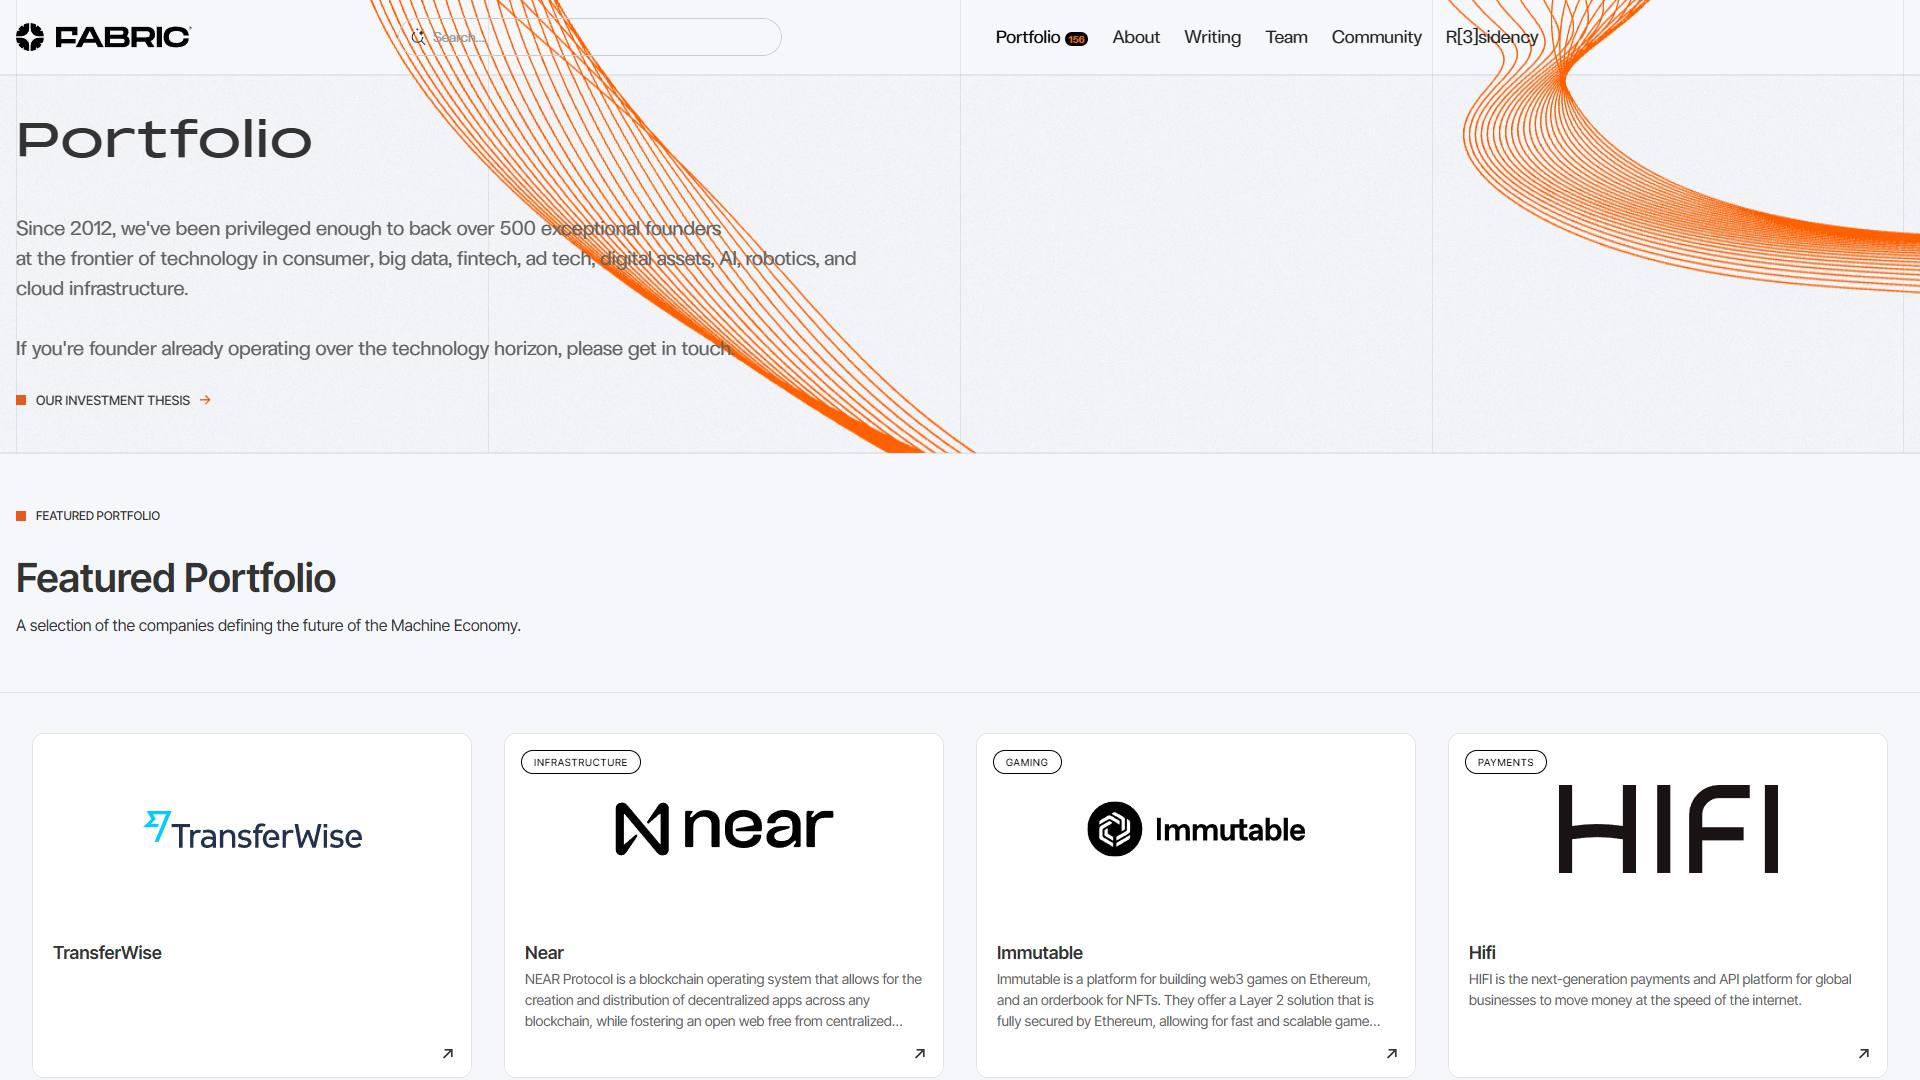 FABRIC
Search...
Portfolio 156
About
Writing
Team
Community
R[3]sidency
Portfolio
Since 2012, we've been privileged enough to back over 500 exceptional founders
at the frontier of technology in consumer, big data, fintech, ad tech, digital assets, AI, robotics, and
cloud infrastructure.
If you're founder already operating over the technology horizon, please get in touch.
OUR INVESTMENT THESIS →
FEATURED PORTFOLIO
Featured Portfolio
A selection of the companies defining the future of the Machine Economy.
TransferWise
TransferWise
INFRASTRUCTURE
near
Near
NEAR Protocol is a blockchain operating system that allows for the
creation and distribution of decentralized apps across any
blockchain, while fostering an open web free from centralized...
GAMING
Immutable
Immutable
Immutable is a platform for building web3 games on Ethereum,
and an orderbook for NFTs. They offer a Layer 2 solution that is
fully secured by Ethereum, allowing for fast and scalable game...
PAYMENTS
HIFI
Hifi
HIFI is the next-generation payments and API platform for global
businesses to move money at the speed of the internet.